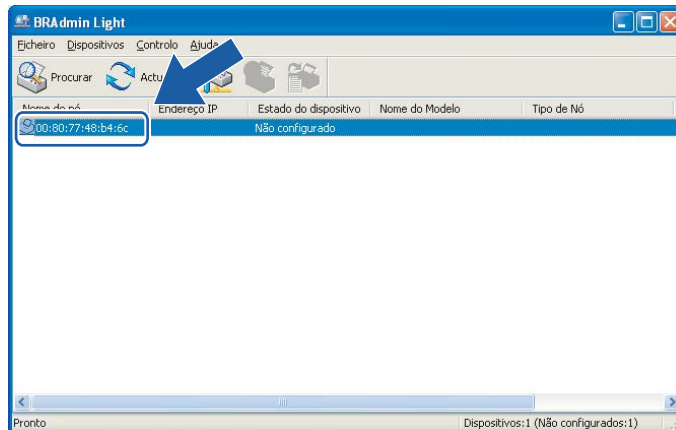 BRAdmin Light
Ficheiro Dispositivos Controlo Ajuda
Procurar
Nome do nó Endereço IP Estado do dispositivo Nome do Modelo Tipo de Nó
00:80:77:48:b4:6c Não configurado
Pronto Dispositivos:1 (Não configurados:1)